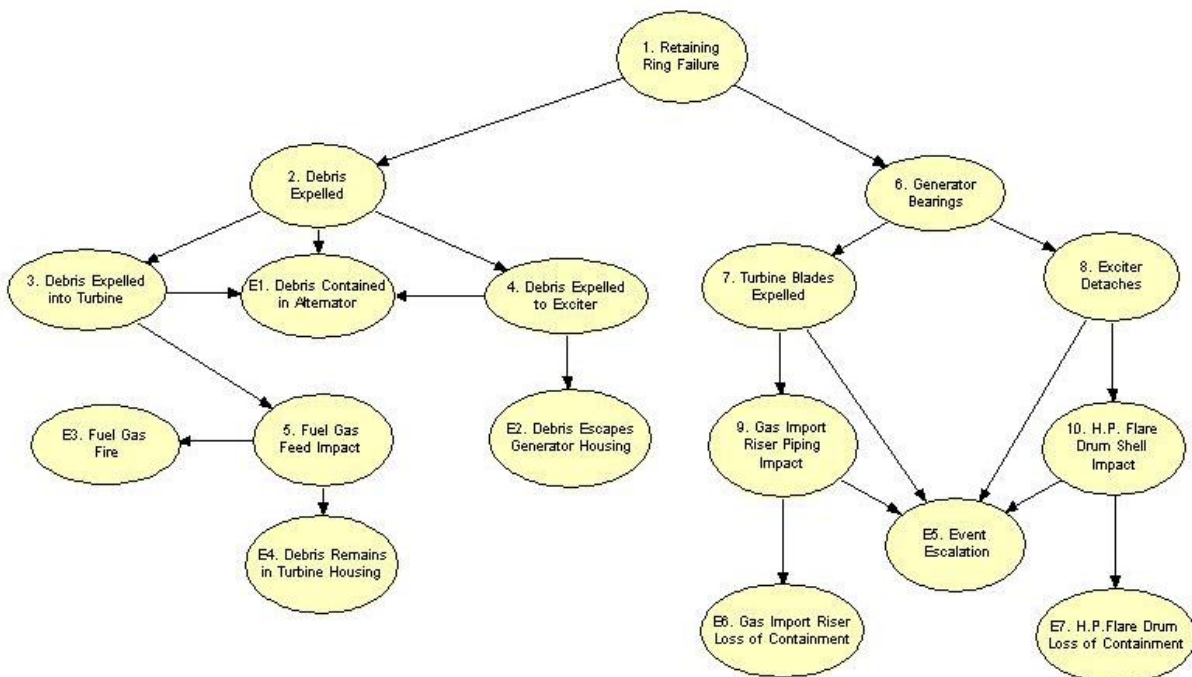 1. Retaining
Ring Failure
2. Debris
Expelled
6. Generator
Bearings
3. Debris Expelled
into Turbine
E1. Debris Contained
in Alternator
4. Debris Expelled
to Exciter
7. Turbine Blades
Expelled
8. Exciter
Detaches
E3. Fuel Gas
Fire
5. Fuel Gas
Feed Impact
E2. Debris Escapes
Generator Housing
9. Gas Import
Riser Piping
Impact
10. H.P. Flare
Drum Shell
Impact
E4. Debris Remains
in Turbine Housing
E5. Event
Escalation
E6. Gas Import Riser
Loss of Containment
E7. H.P.Flare Drum
Loss of Containment